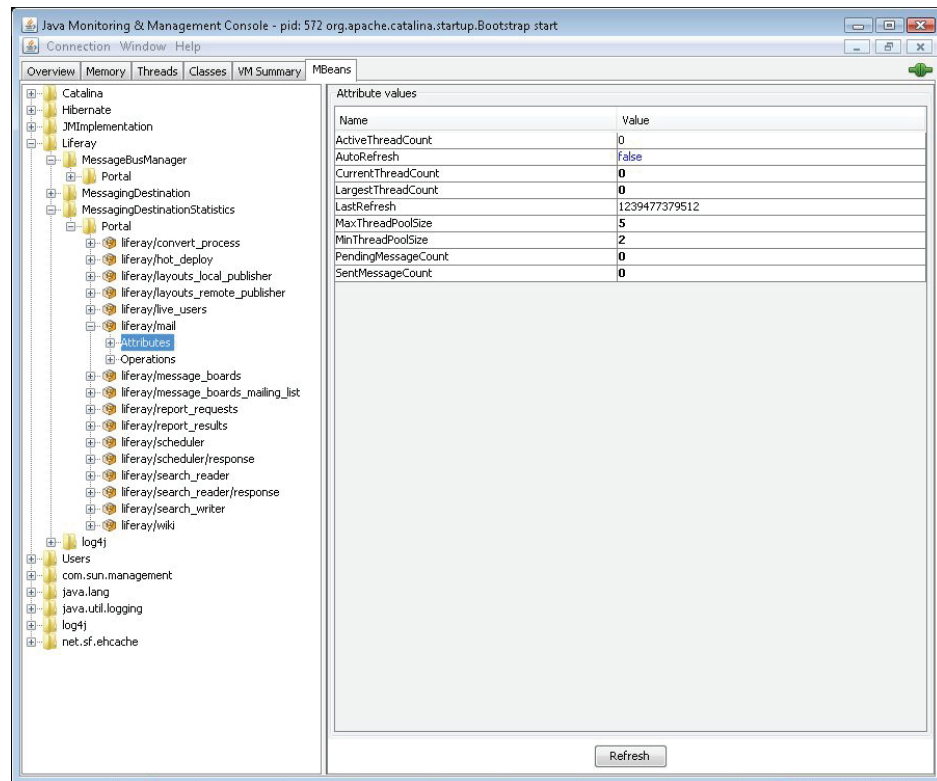 Java Monitoring & Management Console - pid: 572 org.apache.catalina.startup.Bootstrap start
Connection Window Help
Overview Memory Threads Classes VM Summary MBeans
Catalina
Hibernate
JMImplementation
Liferay
MessageBusManager
Portal
MessagingDestination
MessagingDestinationStatistics
Portal
liferay/convert_process
liferay/hot_deploy
liferay/layouts_local_publisher
liferay/layouts_remote_publisher
liferay/live_users
liferay/mail
Attributes
Operations
liferay/message_boards
liferay/message_boards_mailing_list
liferay/report_requests
liferay/report_results
liferay/scheduler
liferay/scheduler/response
liferay/search_reader
liferay/search_reader/response
liferay/search_writer
liferay/wiki
log4j
Users
com.sun.management
java.lang
java.util.logging
log4j
net.sf.ehcache
Attribute values
Name Value
ActiveThreadCount 0
AutoRefresh false
CurrentThreadCount 0
LargestThreadCount 0
LastRefresh 1239477379512
MaxThreadPoolSize 5
MinThreadPoolSize 2
PendingMessageCount 0
SentMessageCount 0
Refresh